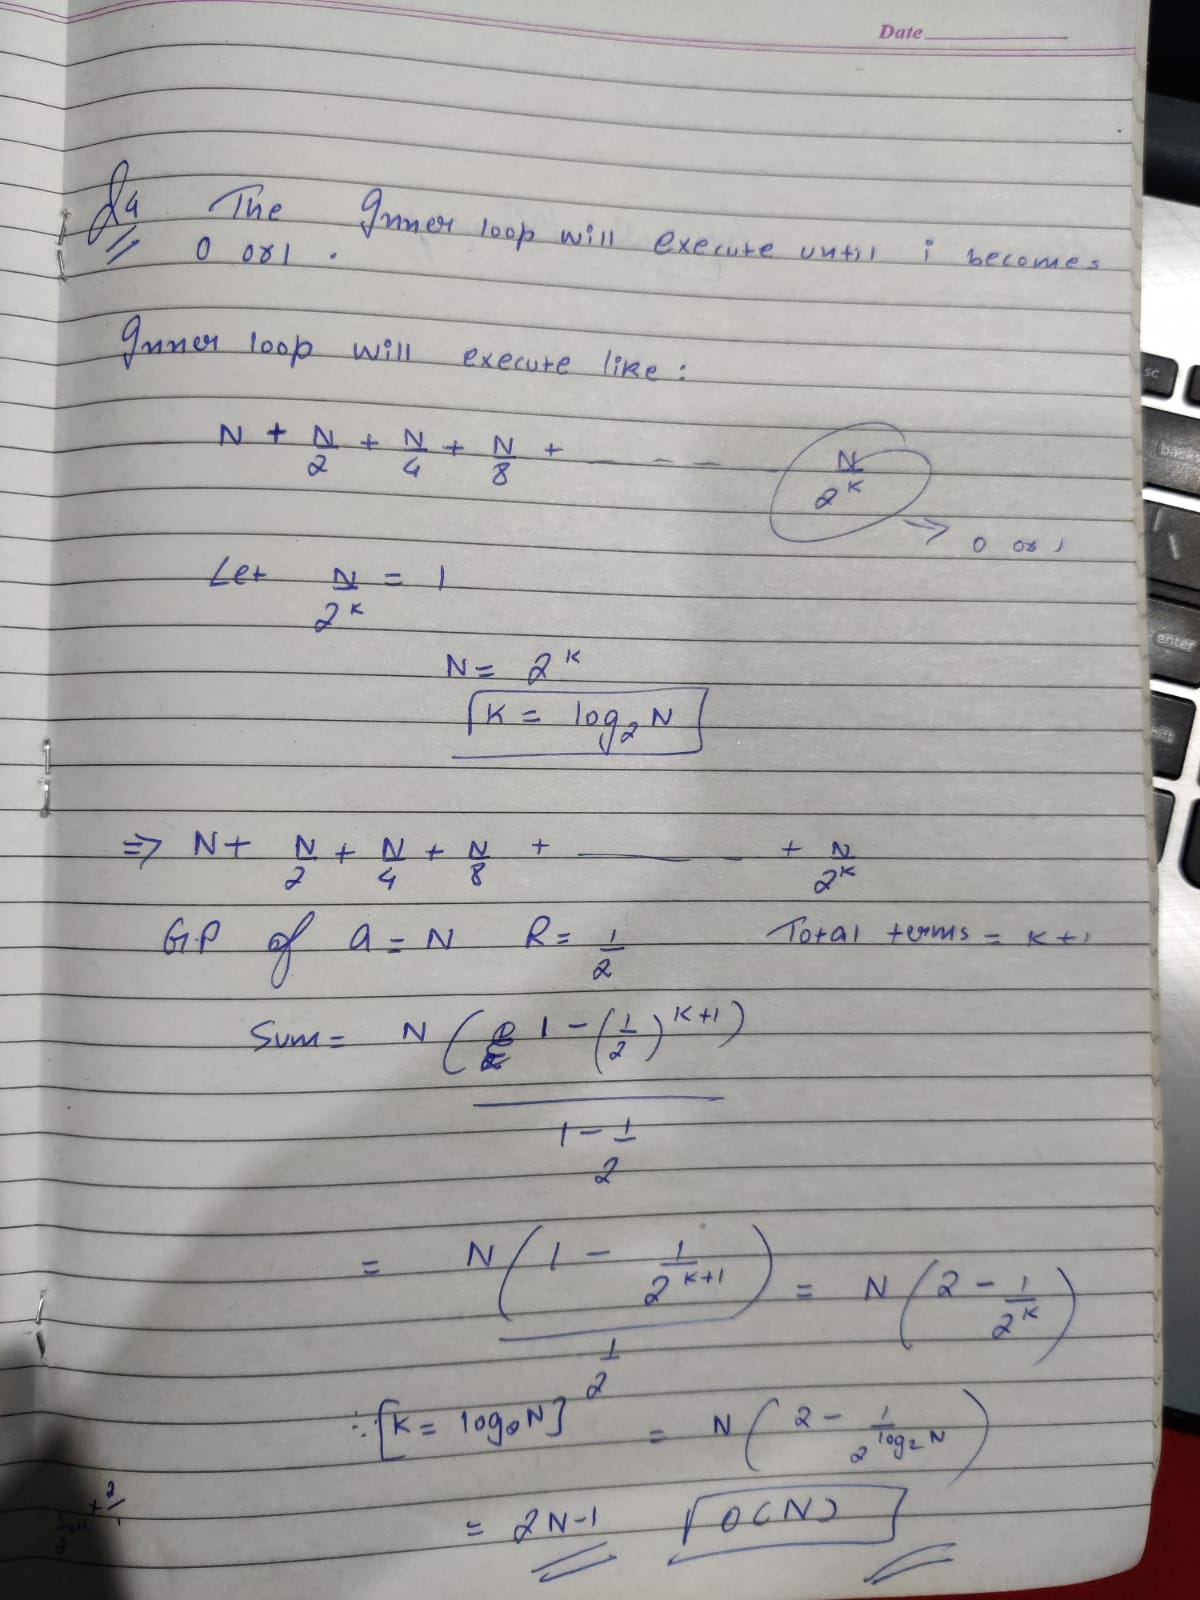 Date
Q4 The Inner loop will execute until i becomes
0 or 1 .
Inner loop will execute like :
N + N/2 + N/4 + N/8 + — - - - N/2^K
→ 0 or 1
Let N/2^K = 1
N = 2^K
K = log₂ N
⇒ N + N/2 + N/4 + N/8 + — - - + N/2^K
G.P of a = N R = 1/2 Total terms = K+1
Sum = N ( 1 - (1/2)^K+1 ) / 1 - 1/2
= N ( 1 - 1/2^K+1 ) / 1/2 = N ( 2 - 1/2^K )
∵ [K = log₂ N] = N ( 2 - 1/2^log₂ N )
= 2N-1 O(N)
sc
backs
enter